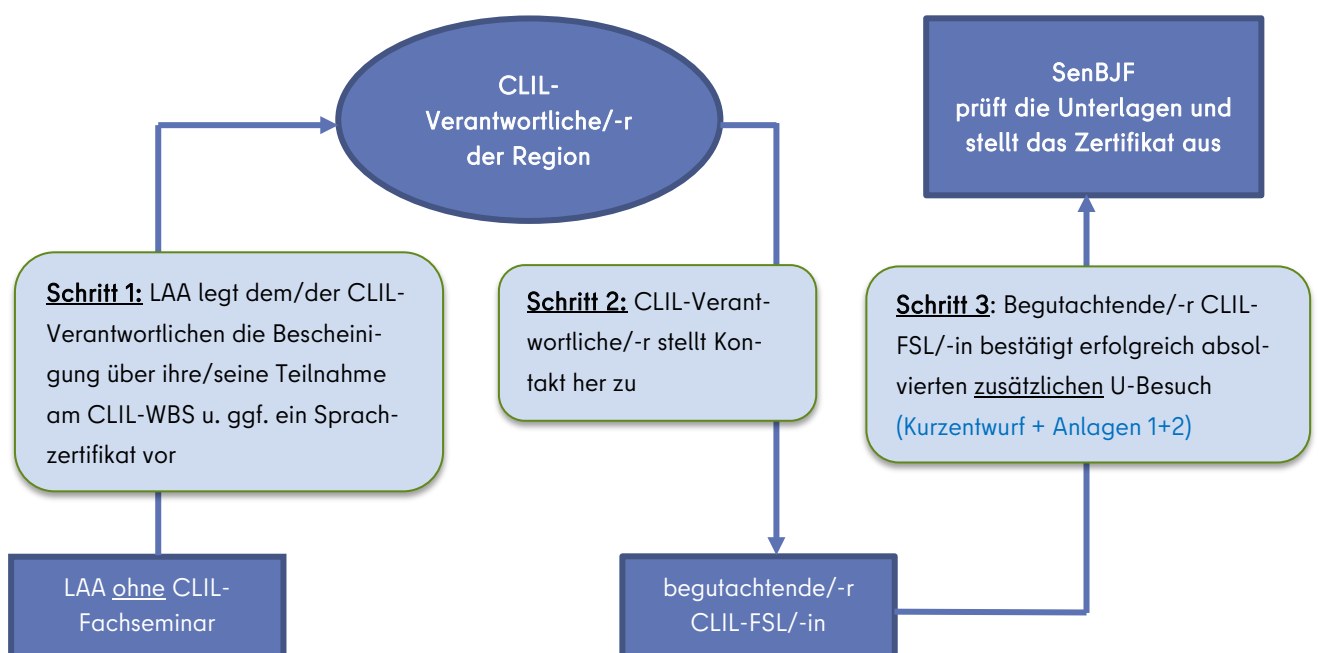 CLIL-
Verantwortliche/-r
der Region
SenBJF
prüft die Unterlagen und
stellt das Zertifikat aus
Schritt 1: LAA legt dem/der CLIL-
Verantwortlichen die Bescheini-
gung über ihre/seine Teilnahme
am CLIL-WBS u. ggf. ein Sprach-
zertifikat vor
Schritt 2: CLIL-Verant-
wortliche/-r stellt Kon-
takt her zu
Schritt 3: Begutachtende/-r CLIL-
FSL/-in bestätigt erfolgreich absol-
vierten zusätzlichen U-Besuch
(Kurzentwurf + Anlagen 1+2)
LAA ohne CLIL-
Fachseminar
begutachtende/-r
CLIL-FSL/-in